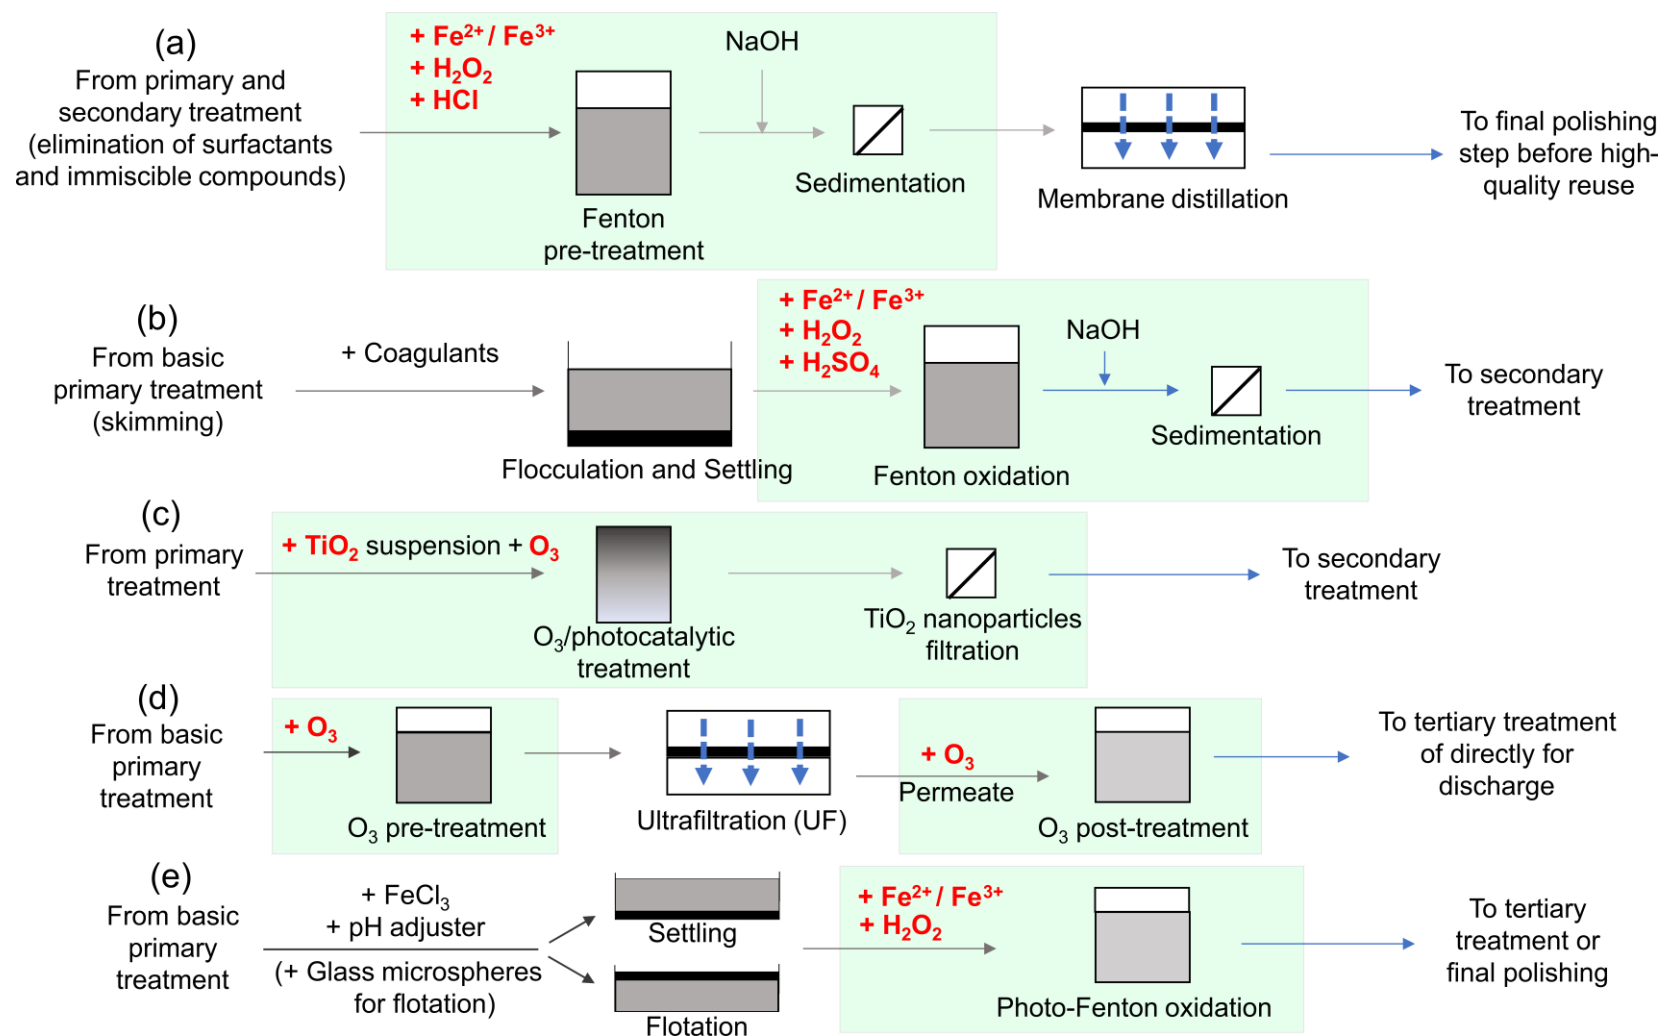 (a)
From primary and
secondary treatment
(elimination of surfactants
and immiscible compounds)
+ Fe²⁺ / Fe³⁺
+ H₂O₂
+ HCl
NaOH
Fenton
pre-treatment
Sedimentation
Membrane distillation
To final polishing
step before high-
quality reuse
(b)
From basic
primary treatment
(skimming)
+ Coagulants
Flocculation and Settling
+ Fe²⁺ / Fe³⁺
+ H₂O₂
+ H₂SO₄
NaOH
Fenton oxidation
Sedimentation
To secondary
treatment
(c)
From primary
treatment
+ TiO₂ suspension + O₃
O₃/photocatalytic
treatment
TiO₂ nanoparticles
filtration
To secondary
treatment
(d)
From basic
primary
treatment
+ O₃
O₃ pre-treatment
Ultrafiltration (UF)
+ O₃
Permeate
O₃ post-treatment
To tertiary treatment
of directly for
discharge
(e)
From basic
primary
treatment
+ FeCl₃
+ pH adjuster
(+ Glass microspheres
for flotation)
Settling
Flotation
+ Fe²⁺ / Fe³⁺
+ H₂O₂
Photo-Fenton oxidation
To tertiary
treatment or
final polishing